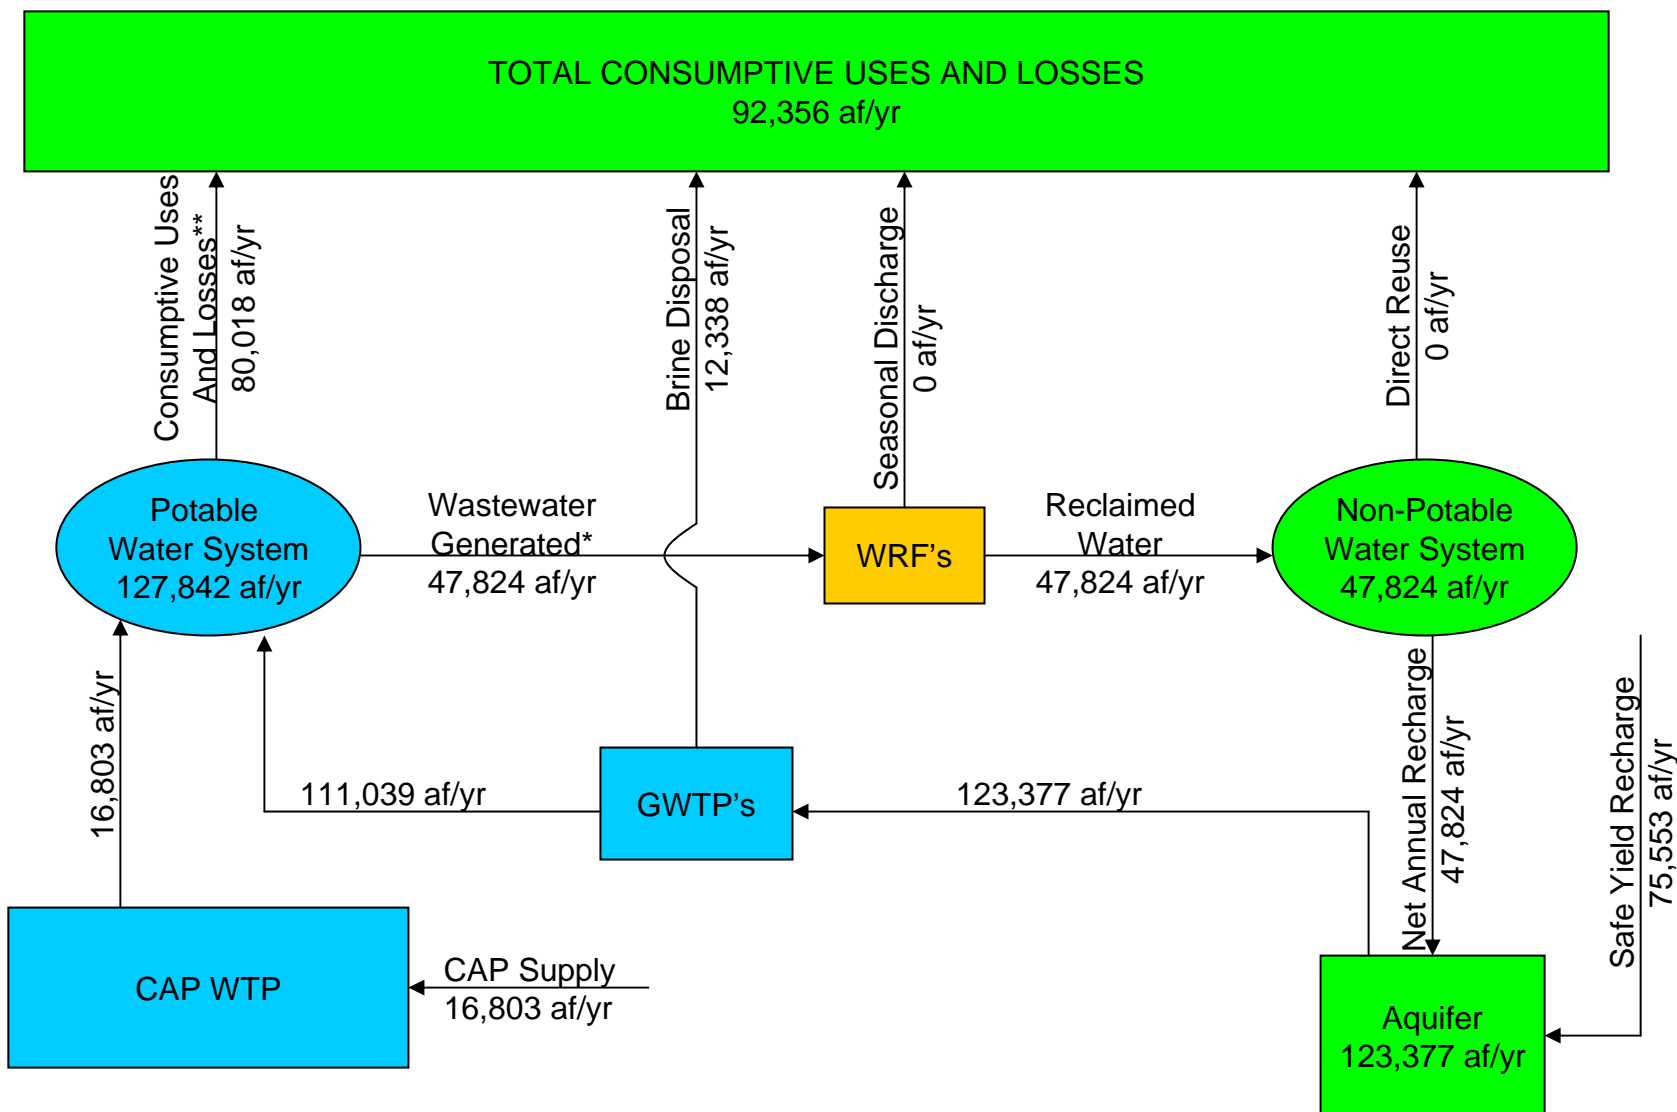 TOTAL CONSUMPTIVE USES AND LOSSES
92,356 af/yr
Consumptive Uses
And Losses**
80,018 af/yr
Brine Disposal
12,338 af/yr
Seasonal Discharge
0 af/yr
Direct Reuse
0 af/yr
Potable
Water System
127,842 af/yr
Wastewater
Generated*
47,824 af/yr
WRF's
Reclaimed
Water
47,824 af/yr
Non-Potable
Water System
47,824 af/yr
16,803 af/yr
111,039 af/yr
GWTP's
123,377 af/yr
Net Annual Recharge
47,824 af/yr
Safe Yield Recharge
75,553 af/yr
CAP WTP
CAP Supply
16,803 af/yr
Aquifer
123,377 af/yr